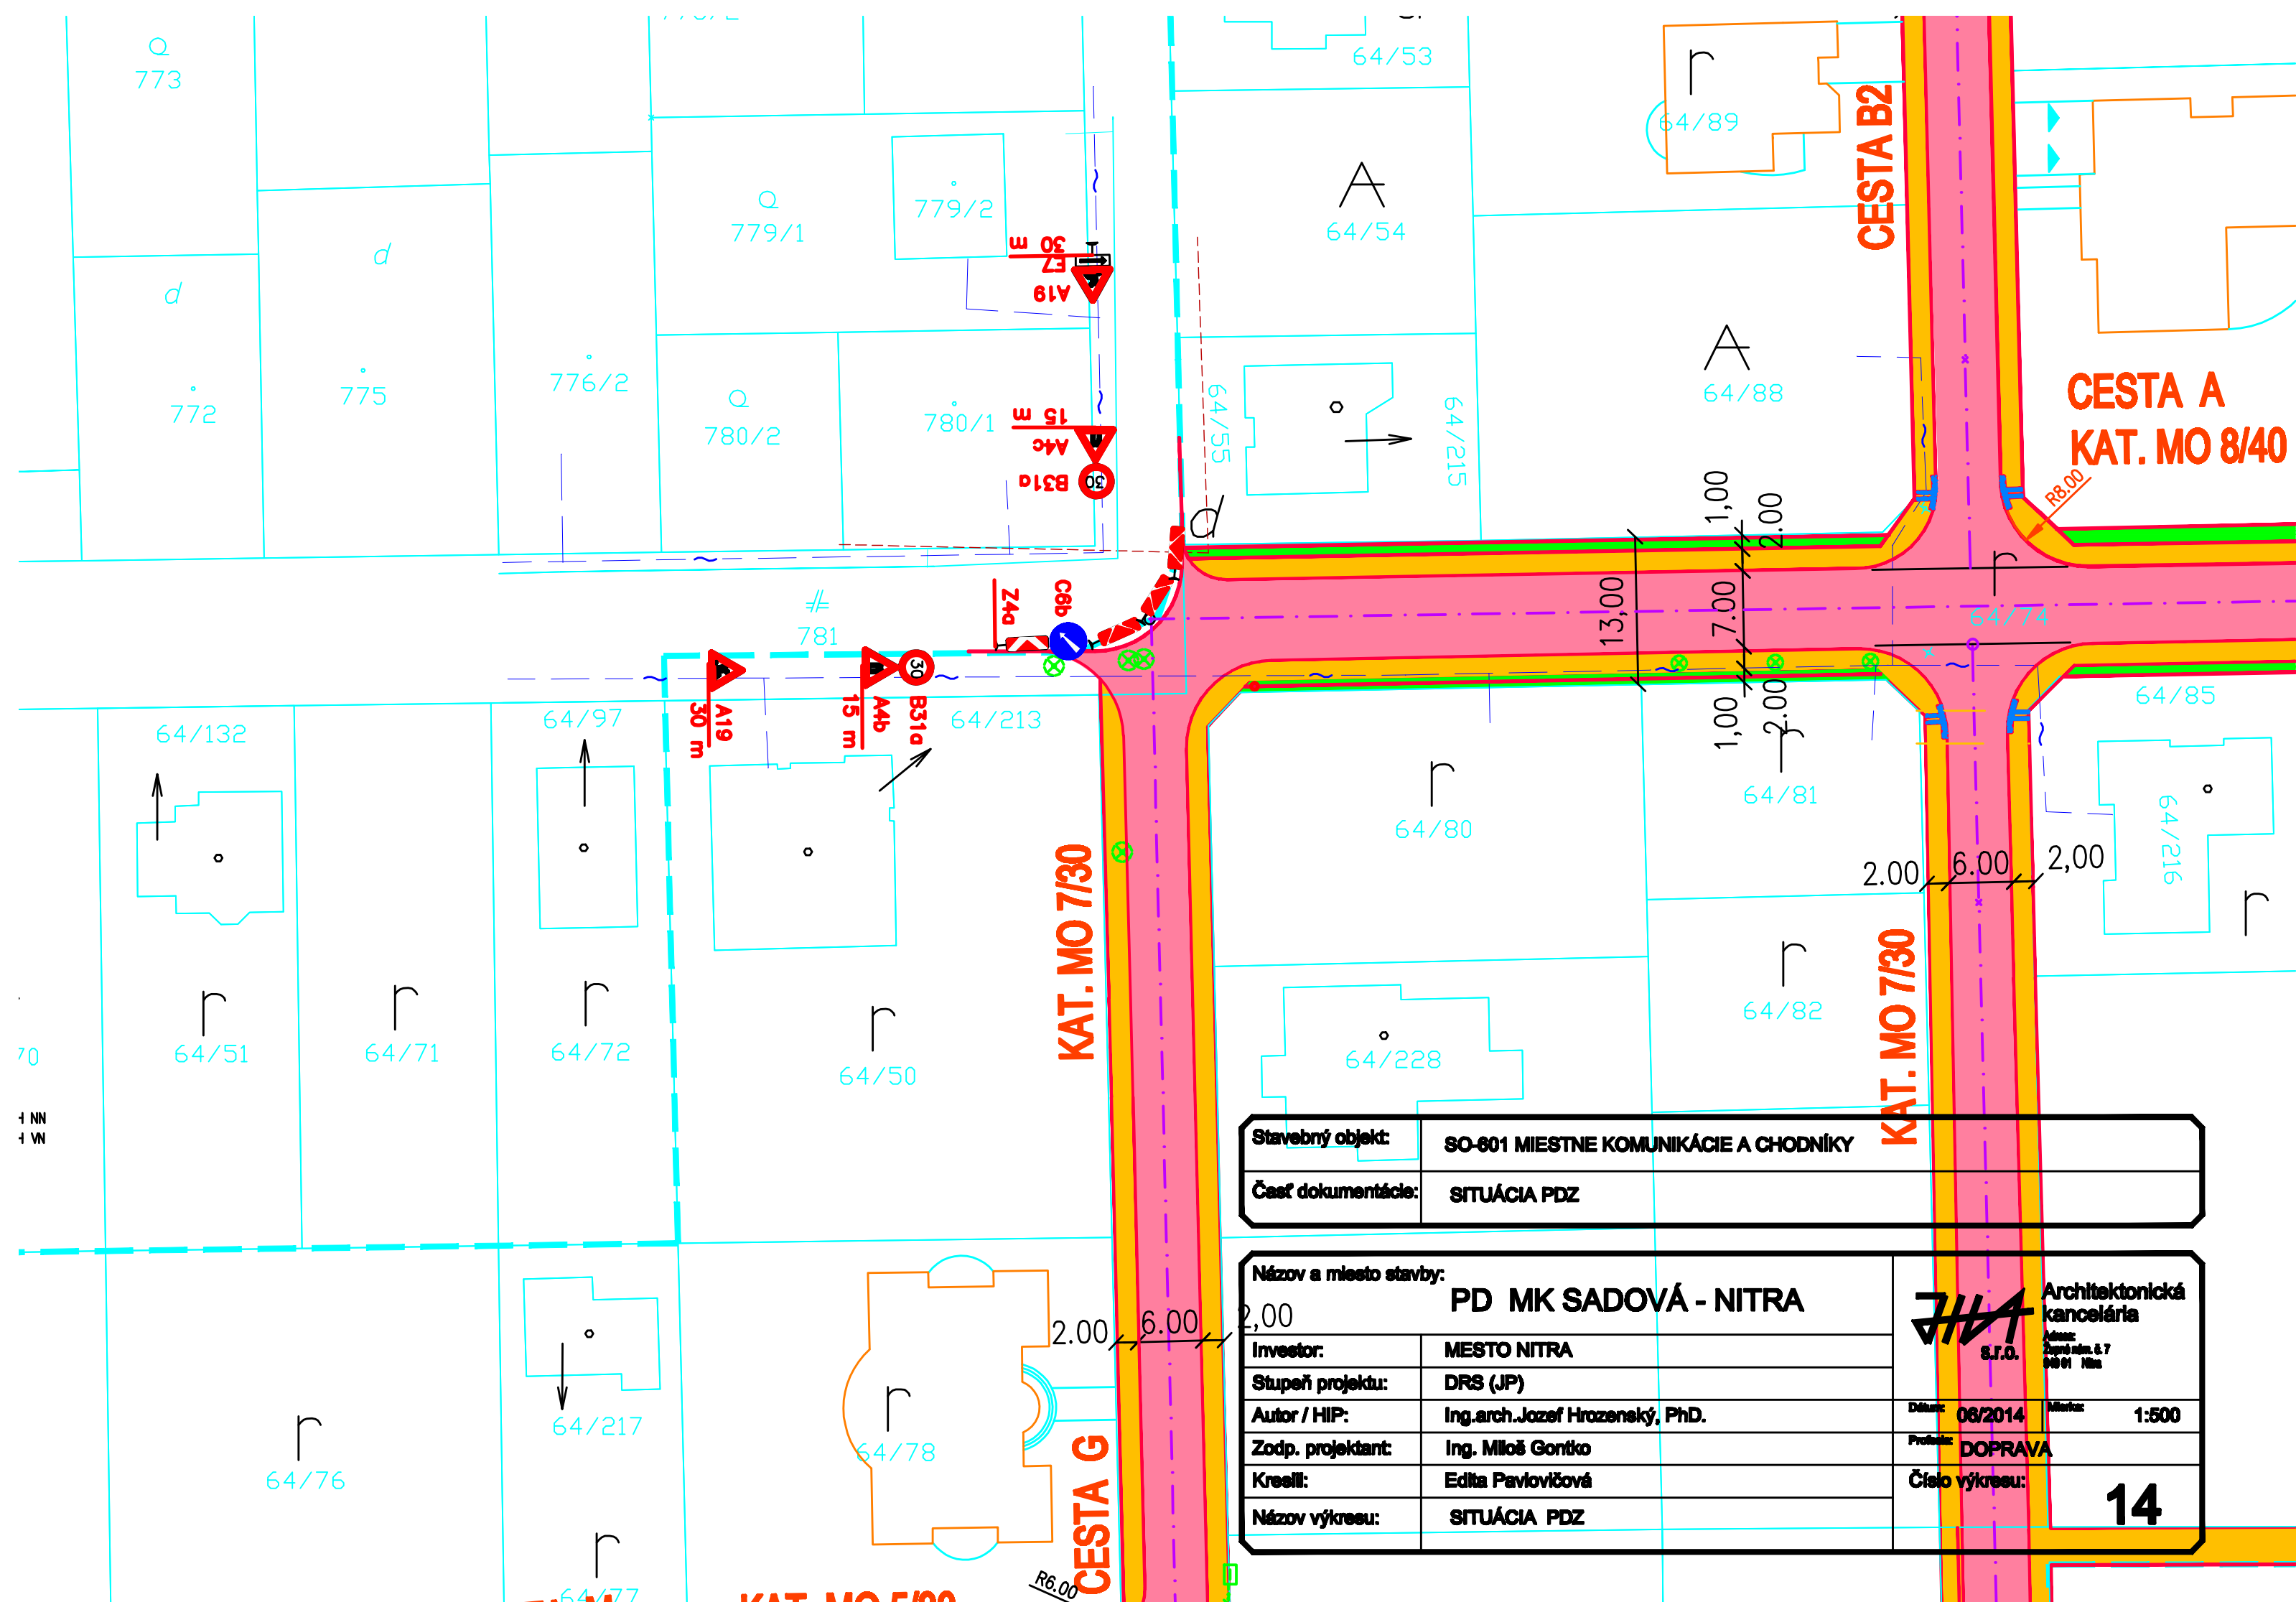 773
64/53
r
64/89
CESTA B2
Q
779/1
779/2
A
64/54
30 m
E7
A19
d
d
772
775
776/2
Q
780/2
780/1
15 m
A4c
B31a
30
64/55
64/215
A
64/88
CESTA A
KAT. MO 8/40
R8.00
d
1,00
2.00
13,00
7.00
1,00
2.00
r
64/74
781
Z4a
C6b
A19
30 m
A4b
15 m
B31a
30
64/132
64/97
64/213
64/85
r
64/80
r
64/81
64/216
2.00
6.00
2,00
r
KAT. MO 7/30
KAT. MO 7/30
r
64/51
r
64/71
r
64/72
r
64/50
64/228
r
64/82
70
NN
VN
Stavebný objekt:
SO-601 MIESTNE KOMUNIKÁCIE A CHODNÍKY
Časť dokumentácie:
SITUÁCIA PDZ
Názov a miesto stavby:
PD MK SADOVÁ - NITRA
Architektonická
kancelária
s.r.o.
Investor:
MESTO NITRA
Stupeň projektu:
DRS (JP)
Autor / HIP:
Ing.arch.Jozef Hrozenský, PhD.
Dátum:
06/2014
Mierka:
1:500
Zodp. projektant:
Ing. Miloš Gontko
Profesia:
DOPRAVA
Kreslil:
Edita Pavlovičová
Číslo výkresu:
14
Názov výkresu:
SITUÁCIA PDZ
2.00
6.00
2,00
64/217
r
64/78
r
64/76
r
64/77
CESTA G
R6.00